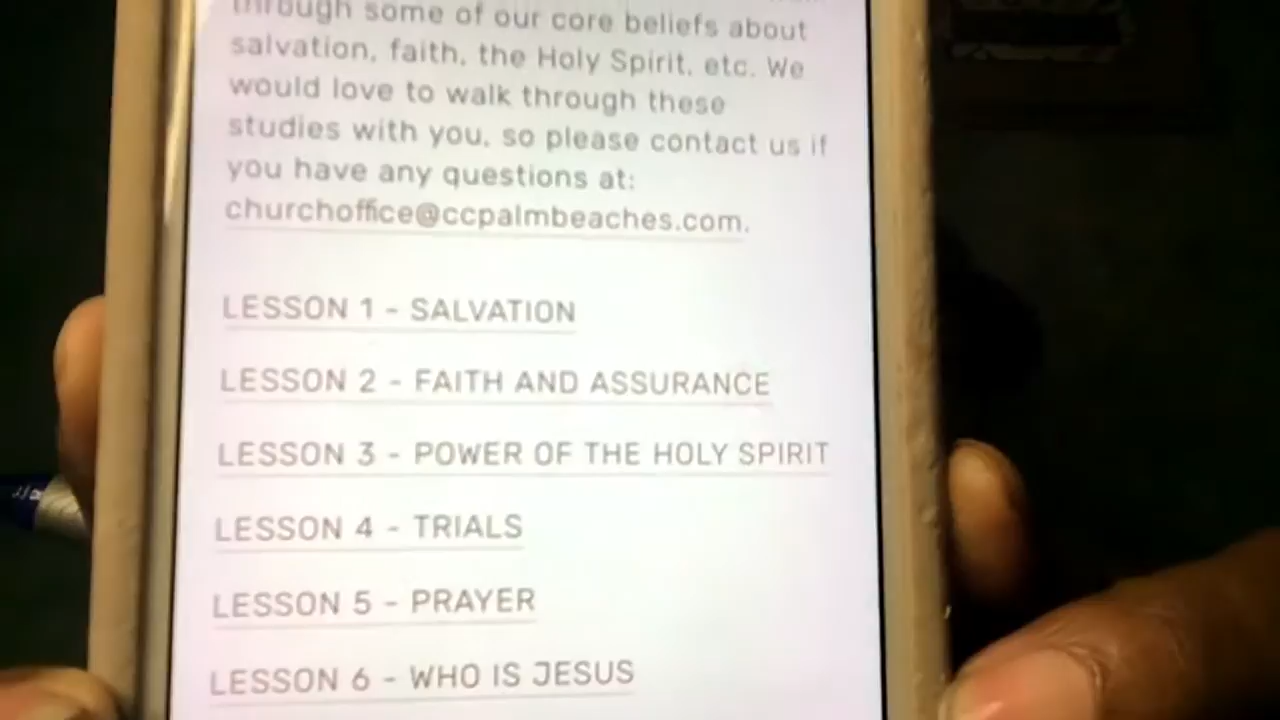 through some of our core beliefs about
salvation, faith, the Holy Spirit, etc. We
would love to walk through these
studies with you, so please contact us if
you have any questions at:
churchoffice@ccpalmbeaches.com.
LESSON 1 - SALVATION
LESSON 2 - FAITH AND ASSURANCE
LESSON 3 - POWER OF THE HOLY SPIRIT
LESSON 4 - TRIALS
LESSON 5 - PRAYER
LESSON 6 - WHO IS JESUS